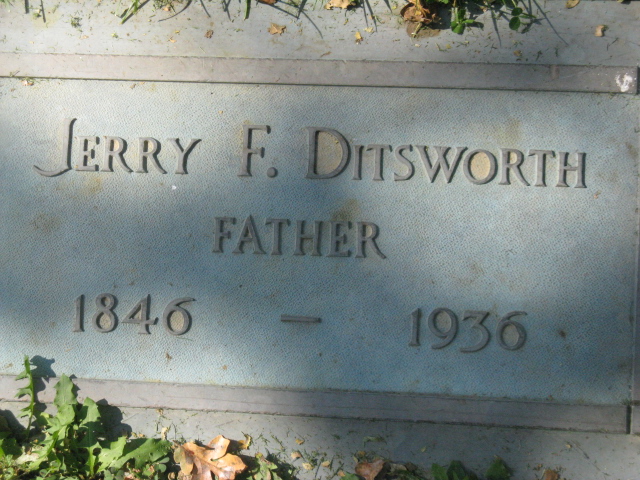 Jerry F. Ditsworth
Father
1846 – 1936